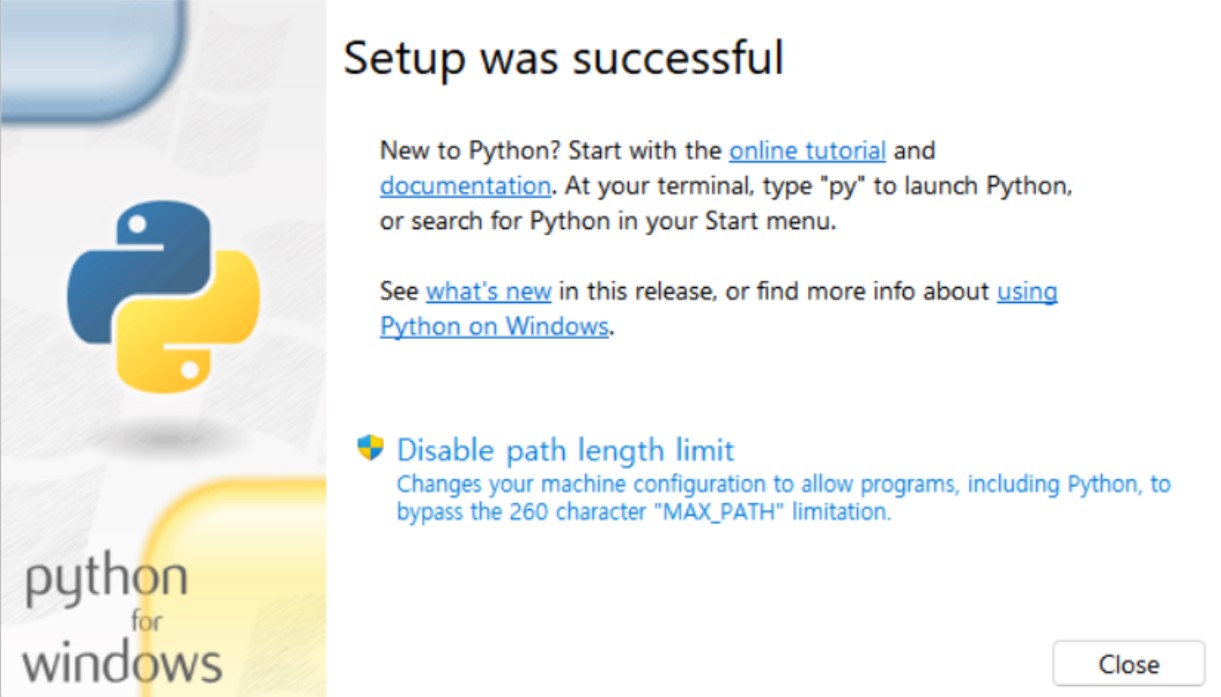 Setup was successful
New to Python? Start with the online tutorial and
documentation. At your terminal, type "py" to launch Python,
or search for Python in your Start menu.
See what's new in this release, or find more info about using
Python on Windows.
Disable path length limit
Changes your machine configuration to allow programs, including Python, to
bypass the 260 character "MAX_PATH" limitation.
python
for
windows
Close